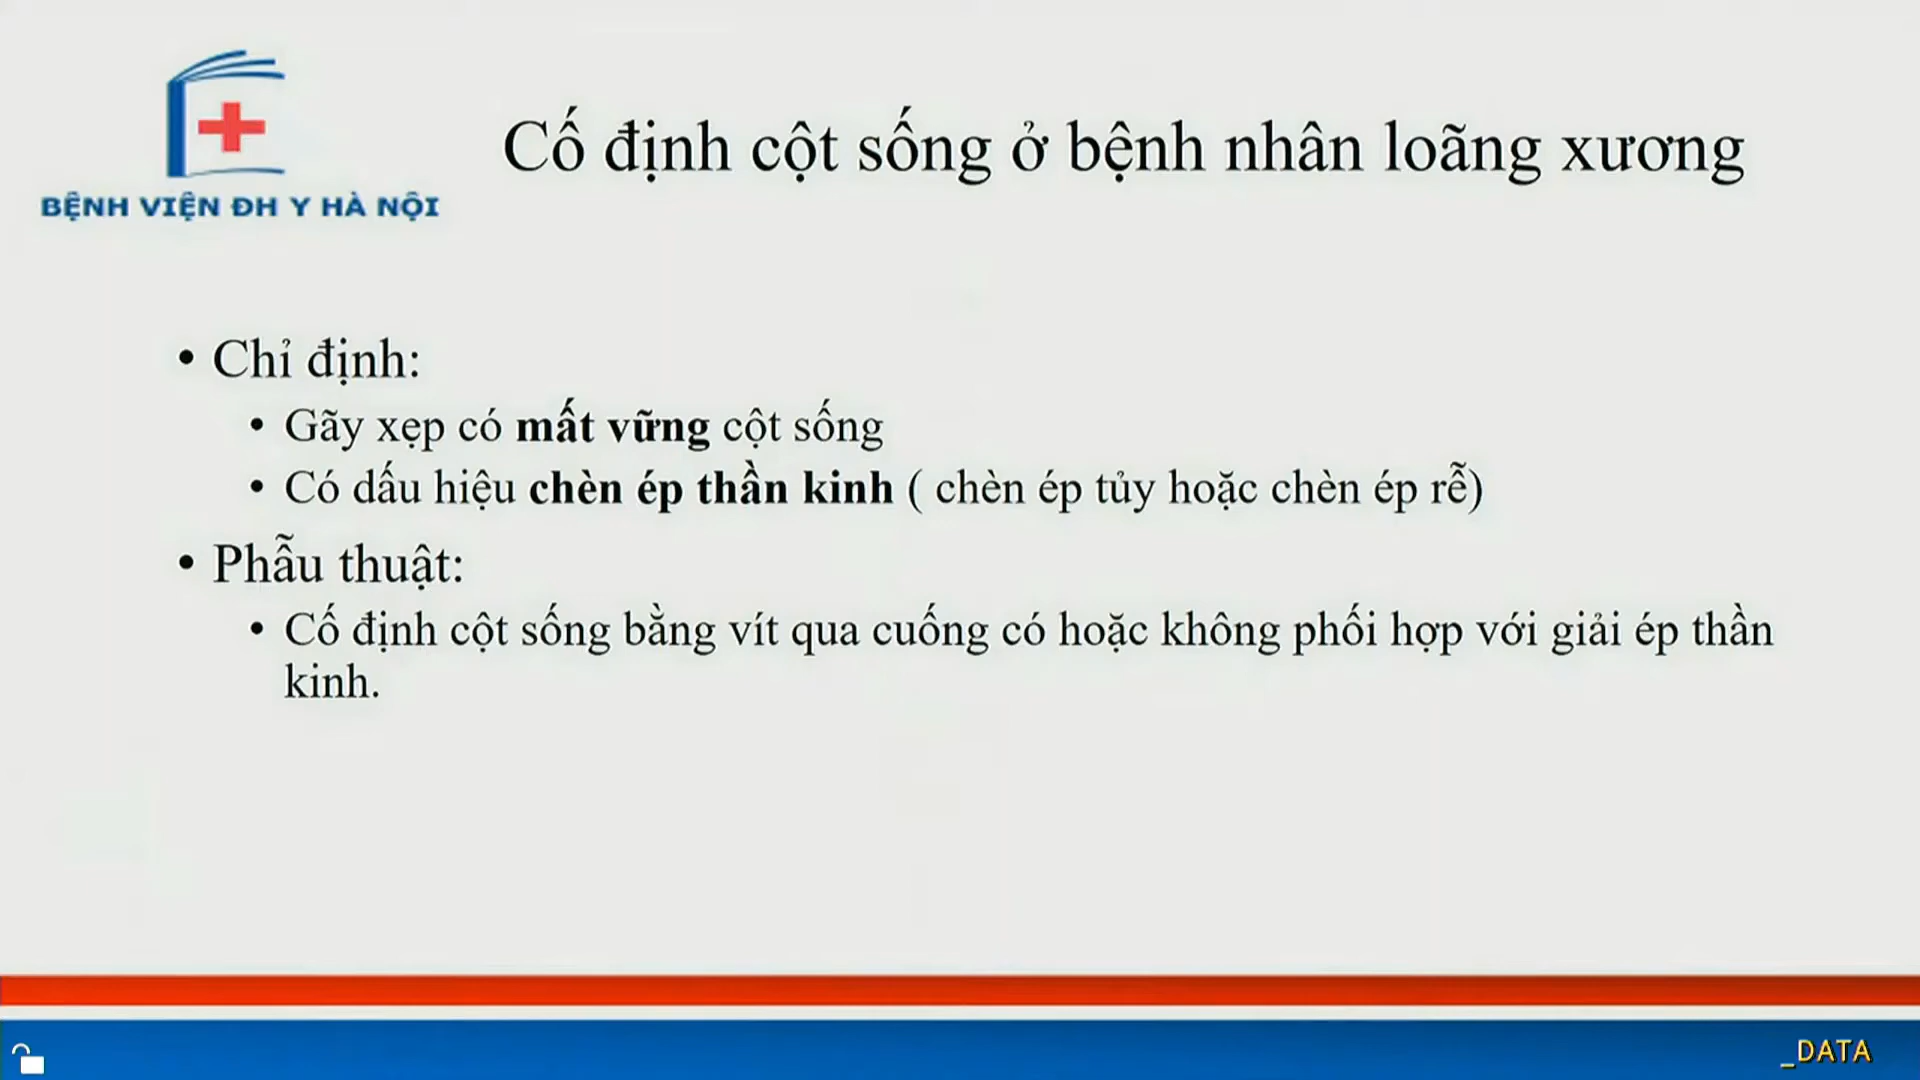 BỆNH VIỆN ĐH Y HÀ NỘI
Cố định cột sống ở bệnh nhân loãng xương
• Chỉ định:
• Gãy xẹp có mất vững cột sống
• Có dấu hiệu chèn ép thần kinh ( chèn ép tủy hoặc chèn ép rễ)
• Phẫu thuật:
• Cố định cột sống bằng vít qua cuống có hoặc không phối hợp với giải ép thần
kinh.
_DATA